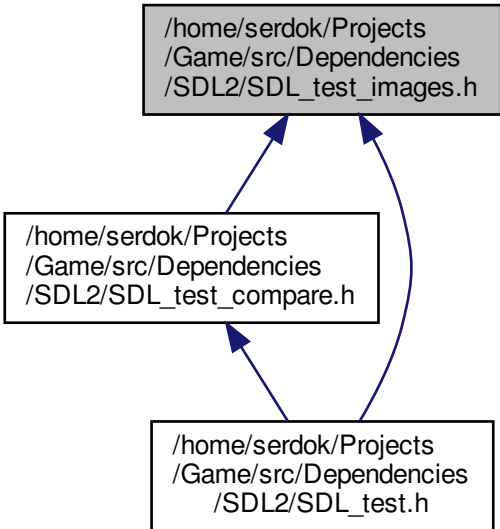 /home/serdok/Projects
/Game/src/Dependencies
/SDL2/SDL_test_images.h
/home/serdok/Projects
/Game/src/Dependencies
/SDL2/SDL_test_compare.h
/home/serdok/Projects
/Game/src/Dependencies
/SDL2/SDL_test.h